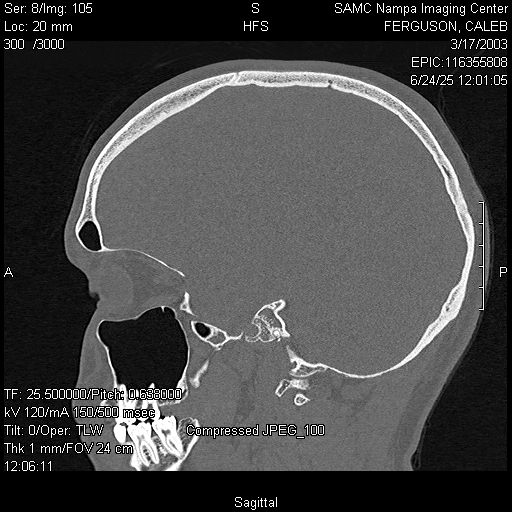 Ser: 8/Img: 105
S
SAMC Nampa Imaging Center
Loc: 20 mm
HFS
FERGUSON, CALEB
300 /3000
3/17/2003
EPIC:116355808
6/24/25 12:01:05
A
P
TF: 25.500000/Pitch: 0.698000
kV 120/mA 150/500 msec
Tilt: 0/Oper: TLW
Compressed JPEG_100
Thk 1 mm/FOV 24 cm
12:06:11
Sagittal